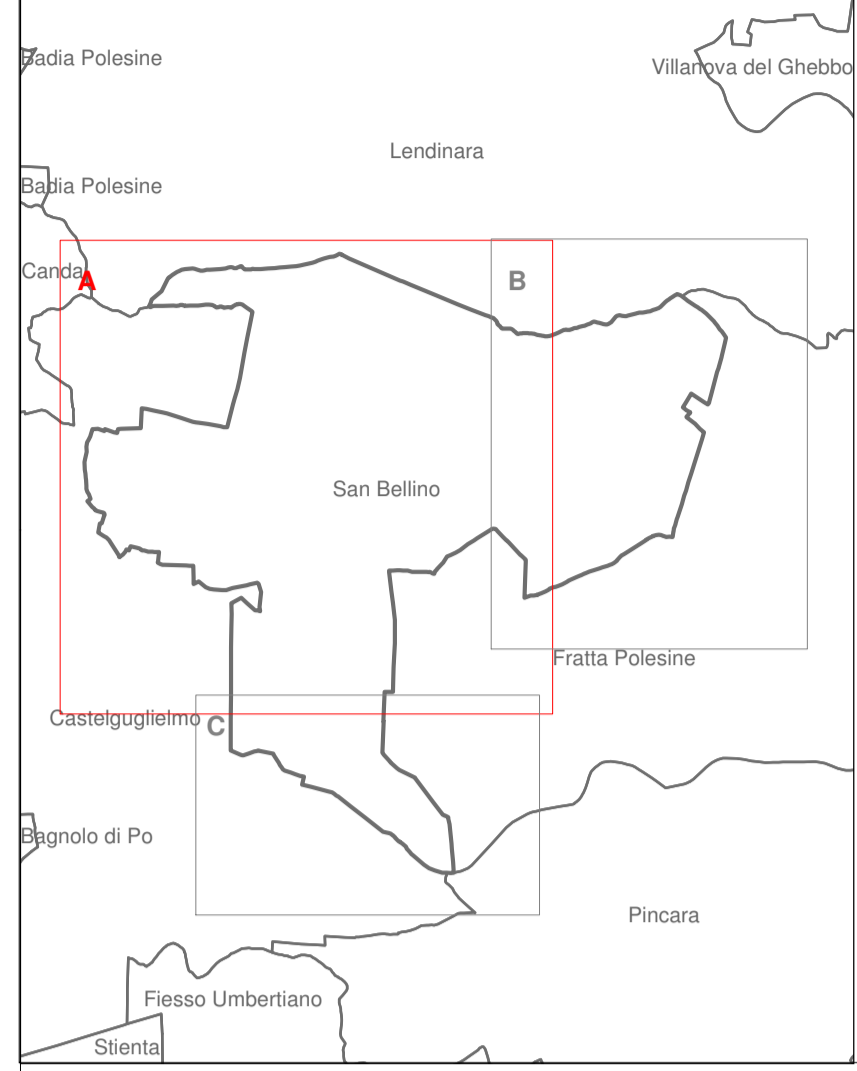 Badia Polesine
Villanova del Ghebbo
Lendinara
Badia Polesine
Canda
A
B
San Bellino
Fratta Polesine
Castelguglielmo
C
Bagnolo di Po
Pincara
Fiesso Umbertiano
Stienta